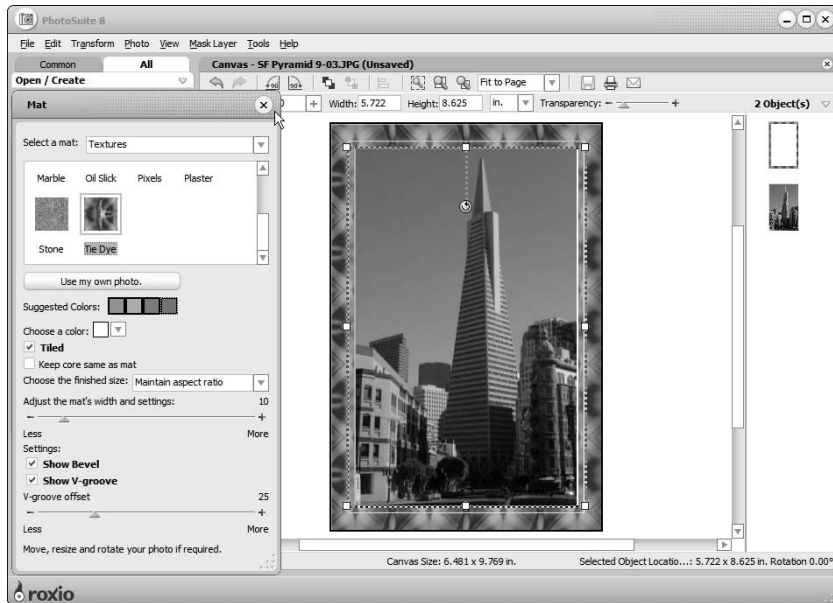 PhotoSuite 8
File Edit Transform Photo View Mask Layer Tools Help
Common All Canvas - SF Pyramid 9-03.JPG (Unsaved)
Open / Create
+90 90+ Fit to Page
Mat
0 + Width: 5.722 Height: 8.625 in. Transparency: - + 2 Object(s)
Select a mat: Textures
Marble Oil Slick Pixels Plaster
Stone Tie Dye
Use my own photo.
Suggested Colors:
Choose a color:
Tiled
Keep core same as mat
Choose the finished size: Maintain aspect ratio
Adjust the mat's width and settings: 10
- +
Less More
Settings:
Show Bevel
Show V-groove
V-groove offset 25
- +
Less More
Move, resize and rotate your photo if required.
Canvas Size: 6.481 x 9.769 in. Selected Object Locatio...: 5.722 x 8.625 in. Rotation 0.00°
roxio